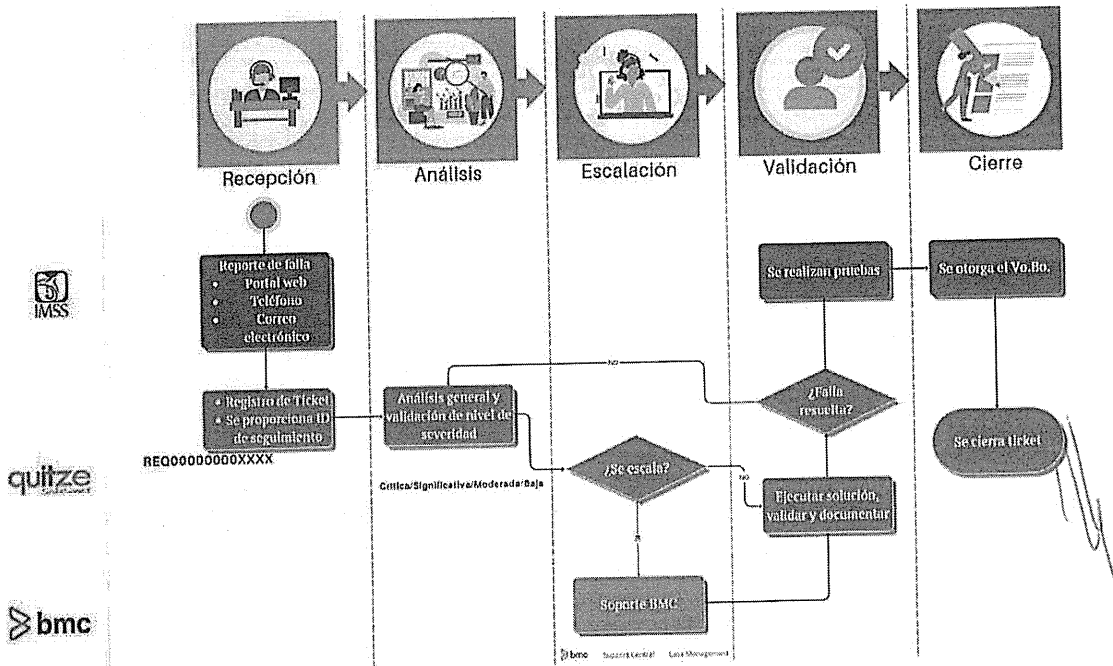 Recepción
Análisis
Escalación
Validación
Cierre
IMSS
Reporte de falla
• Portal web
• Teléfono
• Correo
electrónico
Se realizan pruebas
Se otorga el Vo.Bo.
NO
• Registro de Ticket
• Se proporciona ID
de seguimiento
Análisis general y
validación de nivel de
severidad
¿Falla
resuelta?
Se cierra ticket
REQ00000000XXXX
quitze
¿Se escala?
NO
Crítica/Significativa/Moderada/Baja
Ejecutar solución,
validar y documentar
bmc
Soporte BMC
bmc Support Central Case Management